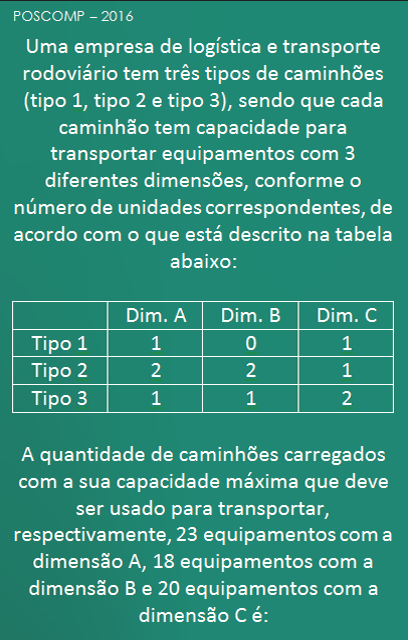 POSCOMP – 2016
Uma empresa de logística e transporte
rodoviário tem três tipos de caminhões
(tipo 1, tipo 2 e tipo 3), sendo que cada
caminhão tem capacidade para
transportar equipamentos com 3
diferentes dimensões, conforme o
número de unidades correspondentes, de
acordo com o que está descrito na tabela
abaixo:
Dim. A Dim. B Dim. C
Tipo 1 1 0 1
Tipo 2 2 2 1
Tipo 3 1 1 2
A quantidade de caminhões carregados
com a sua capacidade máxima que deve
ser usado para transportar,
respectivamente, 23 equipamentos com a
dimensão A, 18 equipamentos com a
dimensão B e 20 equipamentos com a
dimensão C é: